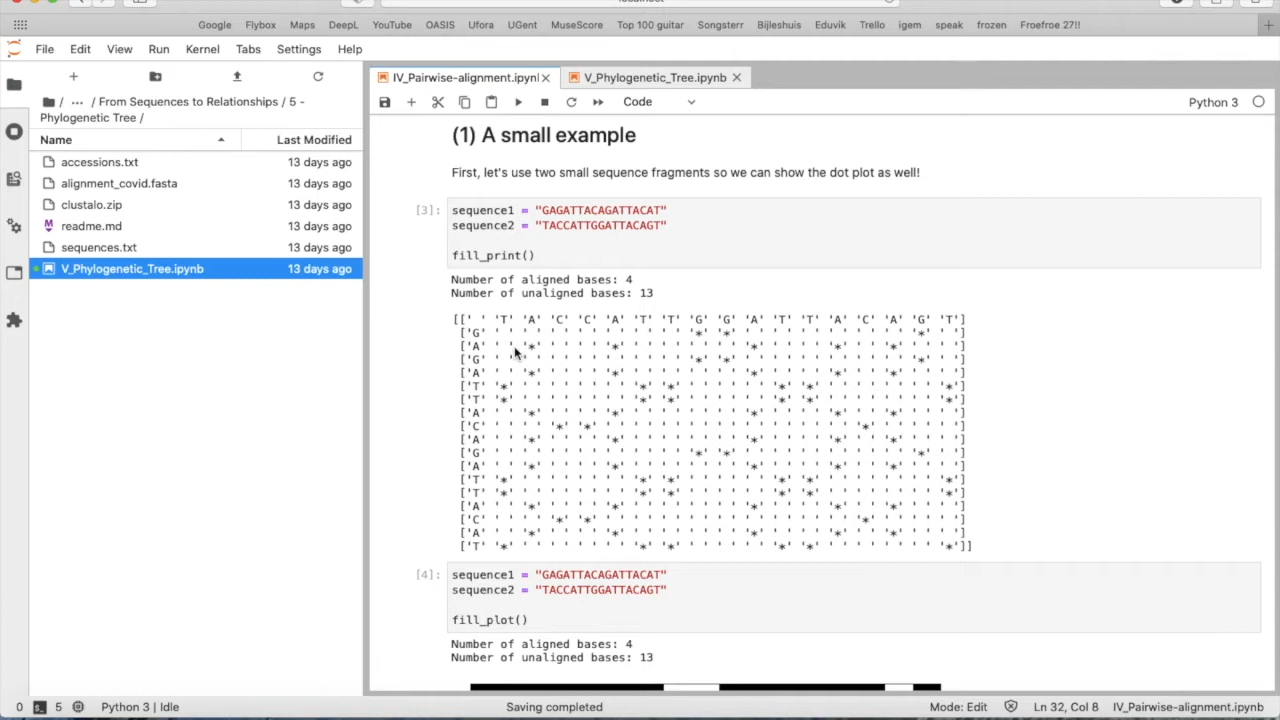 localhost
Google Flybox Maps DeepL YouTube OASIS Ufora UGent MuseScore Top 100 guitar Songsterr Bijleshuis Eduvik Trello igem speak frozen Froefroe 27!!
File Edit View Run Kernel Tabs Settings Help
IV_Pairwise-alignment.ipynl
V_Phylogenetic_Tree.ipynb
/ ... / From Sequences to Relationships / 5 -
Phylogenetic Tree /
Code
Python 3
Name Last Modified
accessions.txt 13 days ago
alignment_covid.fasta 13 days ago
clustalo.zip 13 days ago
readme.md 13 days ago
sequences.txt 13 days ago
V_Phylogenetic_Tree.ipynb 13 days ago
(1) A small example
First, let's use two small sequence fragments so we can show the dot plot as well!
[3]: sequence1 = "GAGATTACAGATTACAT"
sequence2 = "TACCATTGGATTACAGT"
fill_print()
Number of aligned bases: 4
Number of unaligned bases: 13
[[' ' 'T' 'A' 'C' 'C' 'A' 'T' 'T' 'G' 'G' 'A' 'T' 'T' 'A' 'C' 'A' 'G' 'T']
['G' ' ' ' ' ' ' ' ' ' ' ' ' ' ' '*' '*' ' ' ' ' ' ' ' ' ' ' ' ' '*' ' ']
['A' ' ' '*' ' ' ' ' '*' ' ' ' ' ' ' ' ' '*' ' ' ' ' '*' ' ' '*' ' ' ' ']
['G' ' ' ' ' ' ' ' ' ' ' ' ' ' ' '*' '*' ' ' ' ' ' ' ' ' ' ' ' ' '*' ' ']
['A' ' ' '*' ' ' ' ' '*' ' ' ' ' ' ' ' ' '*' ' ' ' ' '*' ' ' '*' ' ' ' ']
['T' '*' ' ' ' ' ' ' ' ' '*' '*' ' ' ' ' ' ' '*' '*' ' ' ' ' ' ' ' ' '*']
['T' '*' ' ' ' ' ' ' ' ' '*' '*' ' ' ' ' ' ' '*' '*' ' ' ' ' ' ' ' ' '*']
['A' ' ' '*' ' ' ' ' '*' ' ' ' ' ' ' ' ' '*' ' ' ' ' '*' ' ' '*' ' ' ' ']
['C' ' ' ' ' '*' '*' ' ' ' ' ' ' ' ' ' ' ' ' ' ' ' ' ' ' '*' ' ' ' ' ' ']
['A' ' ' '*' ' ' ' ' '*' ' ' ' ' ' ' ' ' '*' ' ' ' ' '*' ' ' '*' ' ' ' ']
['G' ' ' ' ' ' ' ' ' ' ' ' ' ' ' '*' '*' ' ' ' ' ' ' ' ' ' ' ' ' '*' ' ']
['A' ' ' '*' ' ' ' ' '*' ' ' ' ' ' ' ' ' '*' ' ' ' ' '*' ' ' '*' ' ' ' ']
['T' '*' ' ' ' ' ' ' ' ' '*' '*' ' ' ' ' ' ' '*' '*' ' ' ' ' ' ' ' ' '*']
['T' '*' ' ' ' ' ' ' ' ' '*' '*' ' ' ' ' ' ' '*' '*' ' ' ' ' ' ' ' ' '*']
['A' ' ' '*' ' ' ' ' '*' ' ' ' ' ' ' ' ' '*' ' ' ' ' '*' ' ' '*' ' ' ' ']
['C' ' ' ' ' '*' '*' ' ' ' ' ' ' ' ' ' ' ' ' ' ' ' ' ' ' '*' ' ' ' ' ' ']
['A' ' ' '*' ' ' ' ' '*' ' ' ' ' ' ' ' ' '*' ' ' ' ' '*' ' ' '*' ' ' ' ']
['T' '*' ' ' ' ' ' ' ' ' '*' '*' ' ' ' ' ' ' '*' '*' ' ' ' ' ' ' ' ' '*']]
[4]: sequence1 = "GAGATTACAGATTACAT"
sequence2 = "TACCATTGGATTACAGT"
fill_plot()
Number of aligned bases: 4
Number of unaligned bases: 13
0 5 Python 3 | Idle Saving completed Mode: Edit Ln 32, Col 8 IV_Pairwise-alignment.ipynb